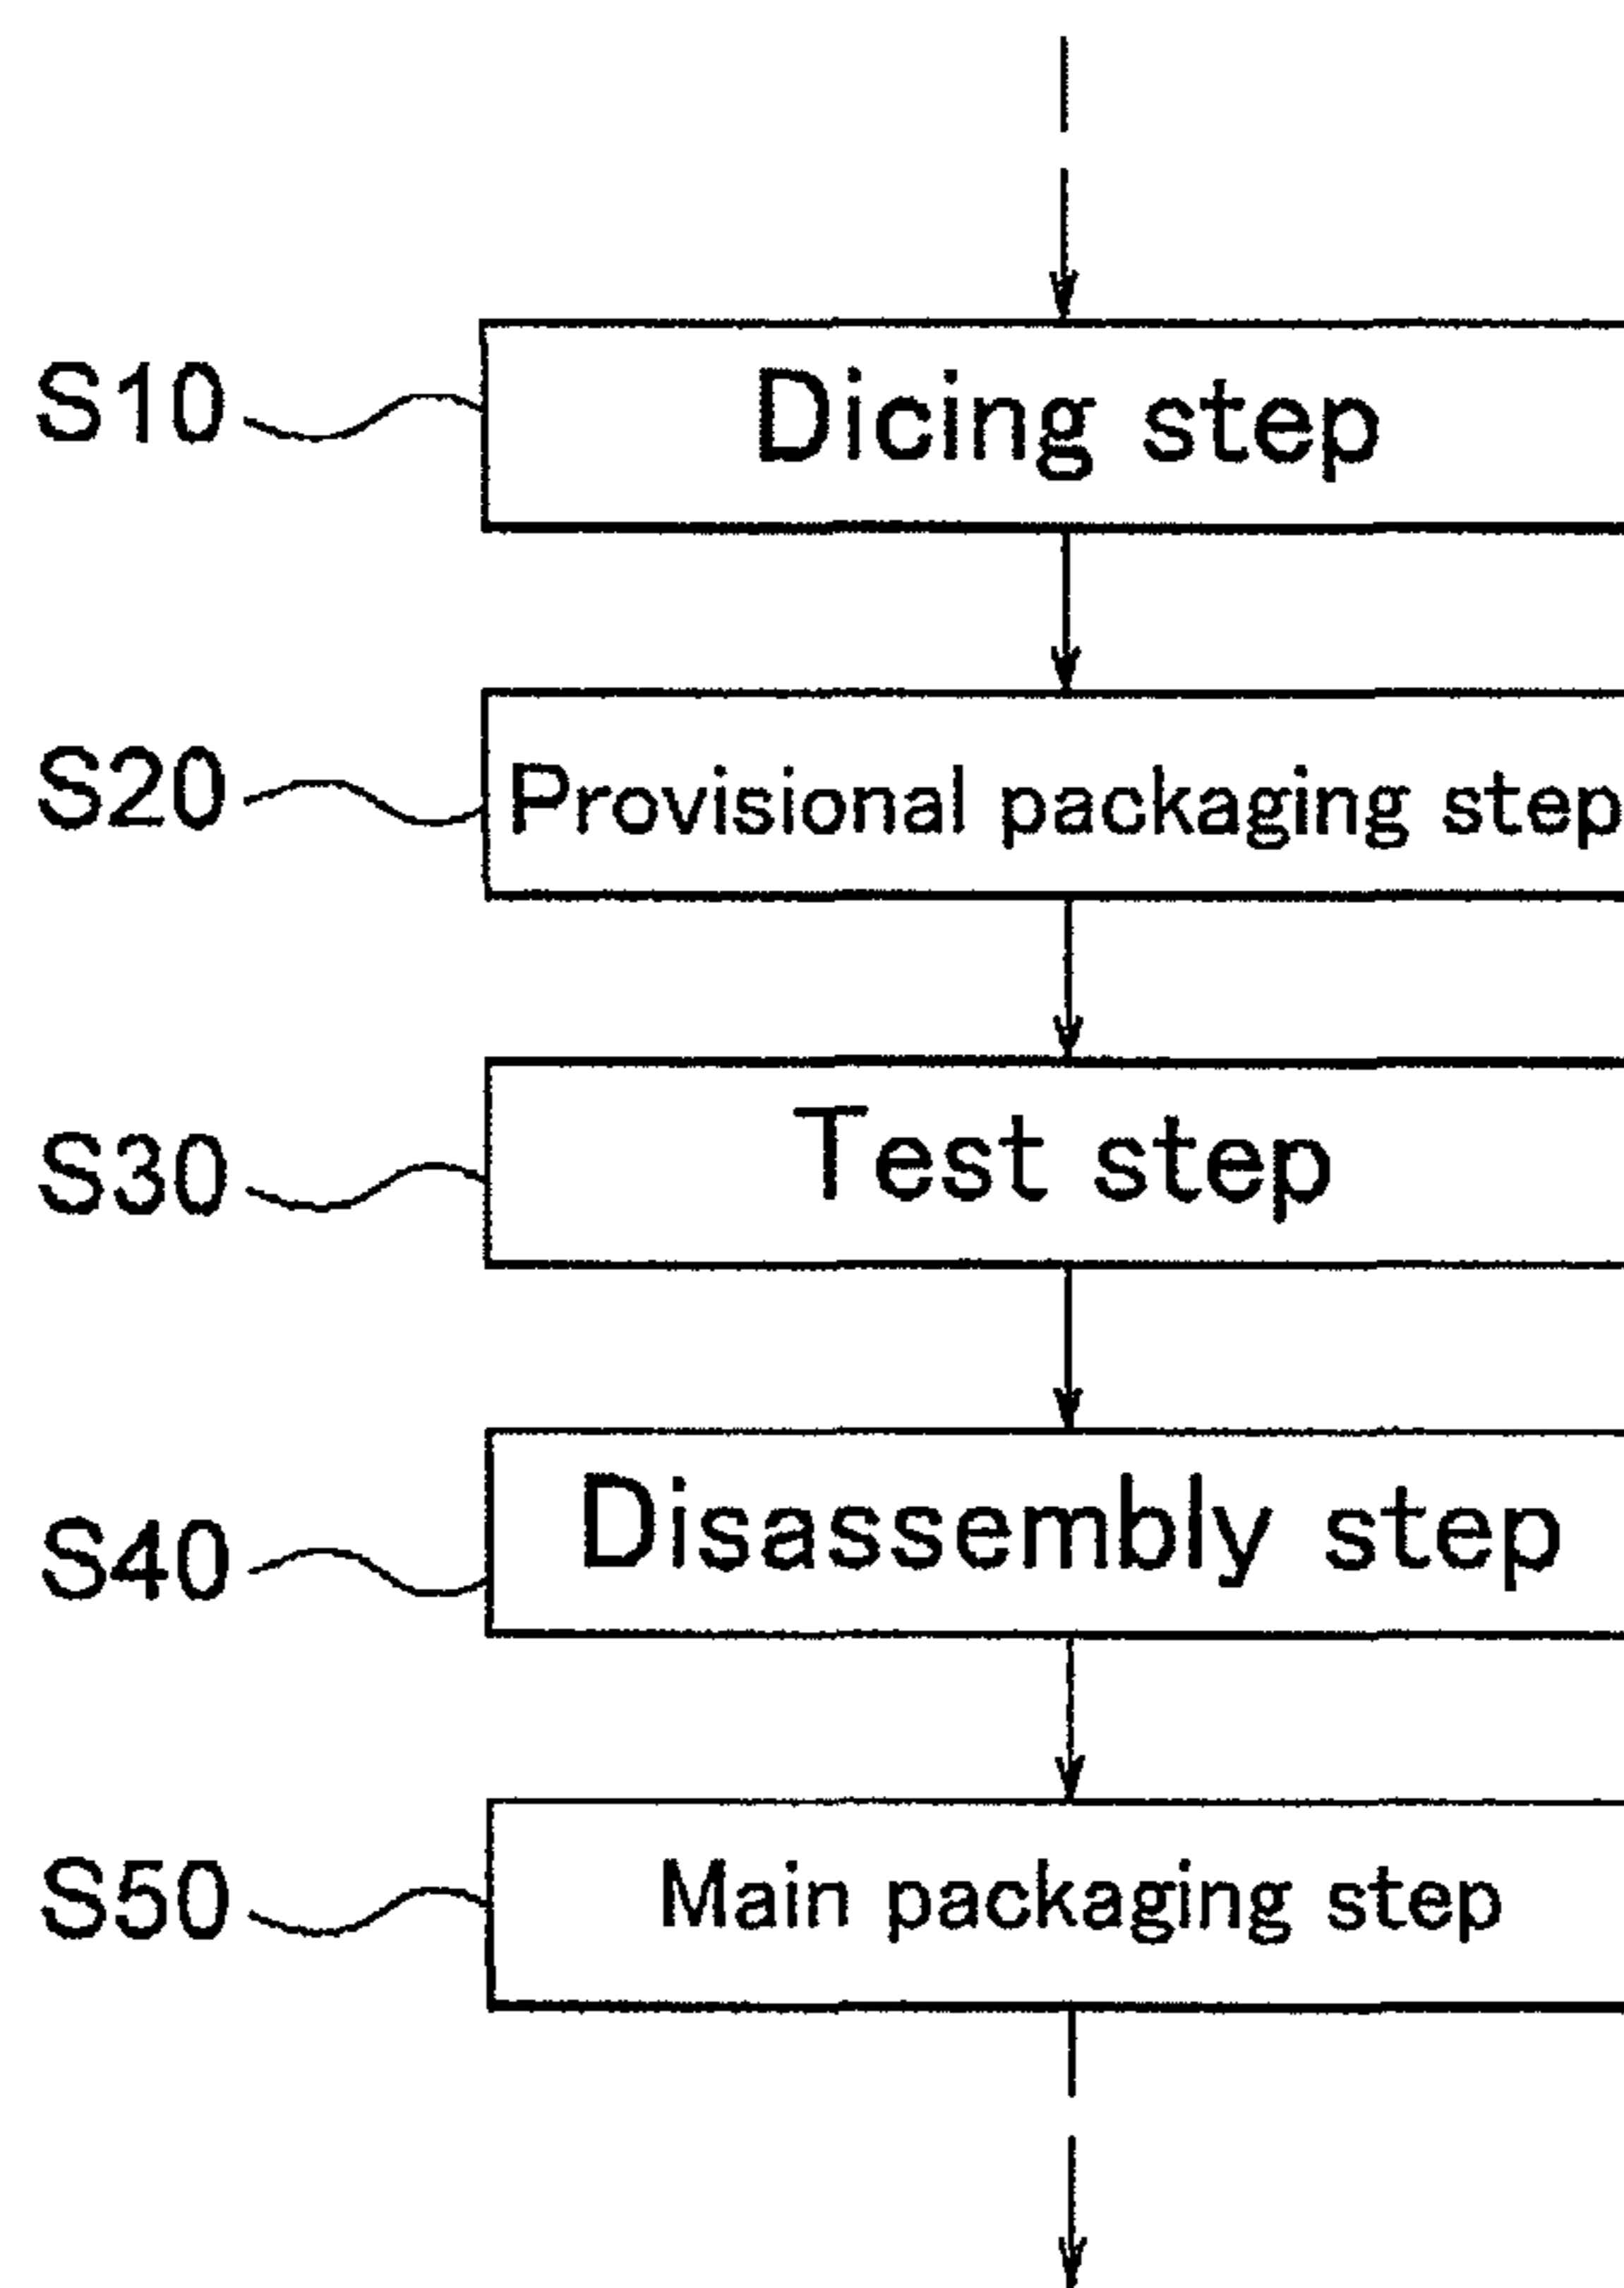 S10 Dicing step
S20 Provisional packaging step
S30 Test step
S40 Disassembly step
S50 Main packaging step